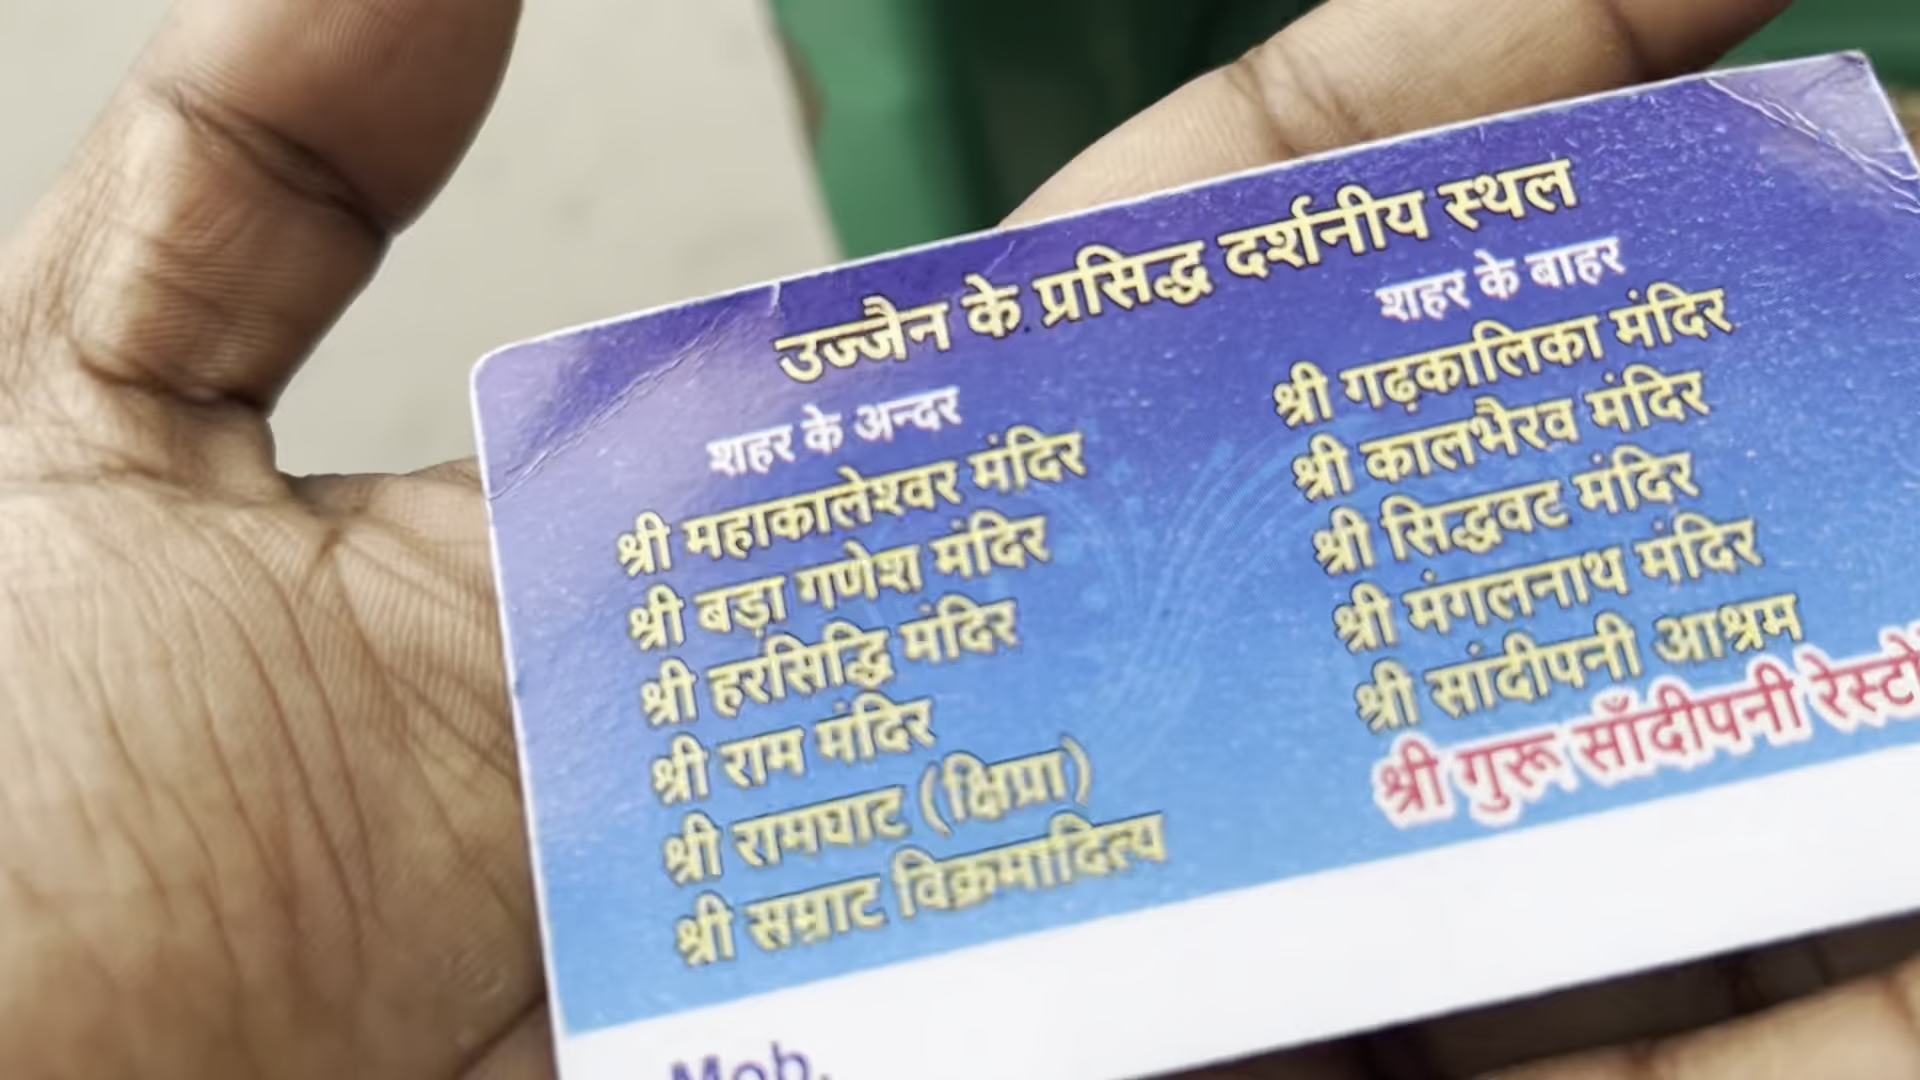 उज्जैन के प्रसिद्ध दर्शनीय स्थल
शहर के अन्दर
श्री महाकालेश्वर मंदिर
श्री बड़ा गणेश मंदिर
श्री हरसिद्धि मंदिर
श्री राम मंदिर
श्री रामघाट (क्षिप्रा)
श्री सम्राट विक्रमादित्य
शहर के बाहर
श्री गढ़कालिका मंदिर
श्री कालभैरव मंदिर
श्री सिद्धवट मंदिर
श्री मंगलनाथ मंदिर
श्री सांदीपनी आश्रम
श्री गुरू साँदीपनी
Mob.